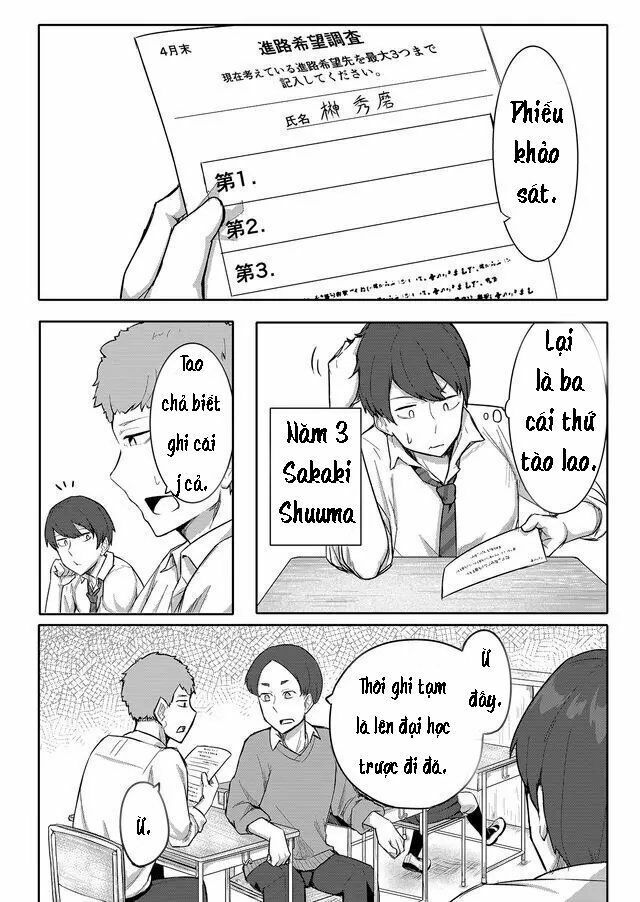 4月末
進路希望調査
現在考えている進路希望先を最大3つまで
記入してください。
氏名 榊 秀磨
第1.
第2.
第3.
Phiếu
khảo
sát.
Lại
là ba
cái thứ
tào lao.
Năm 3
Sakaki
Shuuma
Tao
chả biết
ghi cái
j cả.
Ừ
đấy.
Thôi ghi tạm
là lên đại học
trược đi đã.
Ừ.